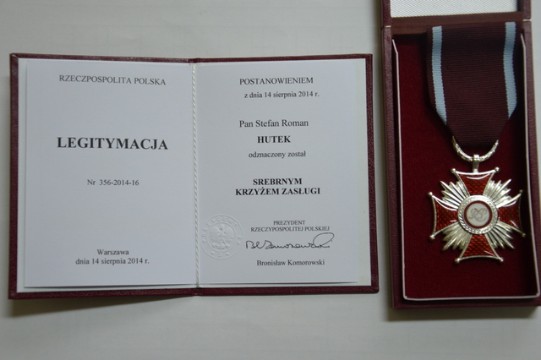 RZECZPOSPOLITA POLSKA
LEGITYMACJA
Nr 356-2014-16
Warszawa
dnia 14 sierpnia 2014 r.
POSTANOWIENIEM
z dnia 14 sierpnia 2014 r.
Pan Stefan Roman
HUTEK
odznaczony został
SREBRNYM
KRZYŻEM ZASŁUGI
PREZYDENT
RZECZYPOSPOLITEJ POLSKIEJ
Bronisław Komorowski